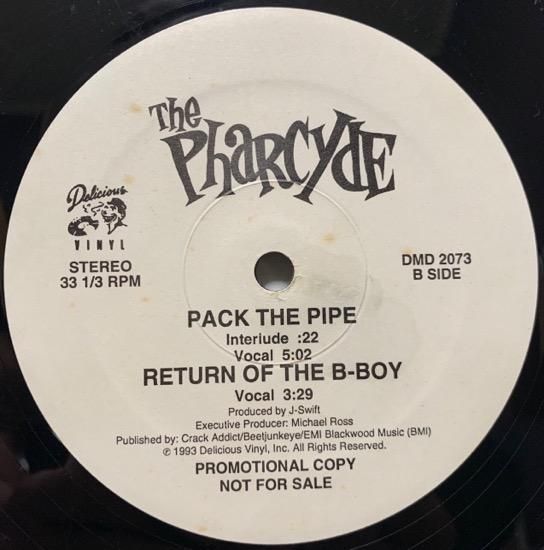 The
Pharcyde
Delicious
VINYL
STEREO
33 1/3 RPM
DMD 2073
B SIDE
PACK THE PIPE
Interlude :22
Vocal 5:02
RETURN OF THE B-BOY
Vocal 3:29
Produced by J-Swift
Executive Producer: Michael Ross
Published by: Crack Addict/Beetjunkeye/EMI Blackwood Music (BMI)
℗ 1993 Delicious Vinyl, Inc. All Rights Reserved.
PROMOTIONAL COPY
NOT FOR SALE